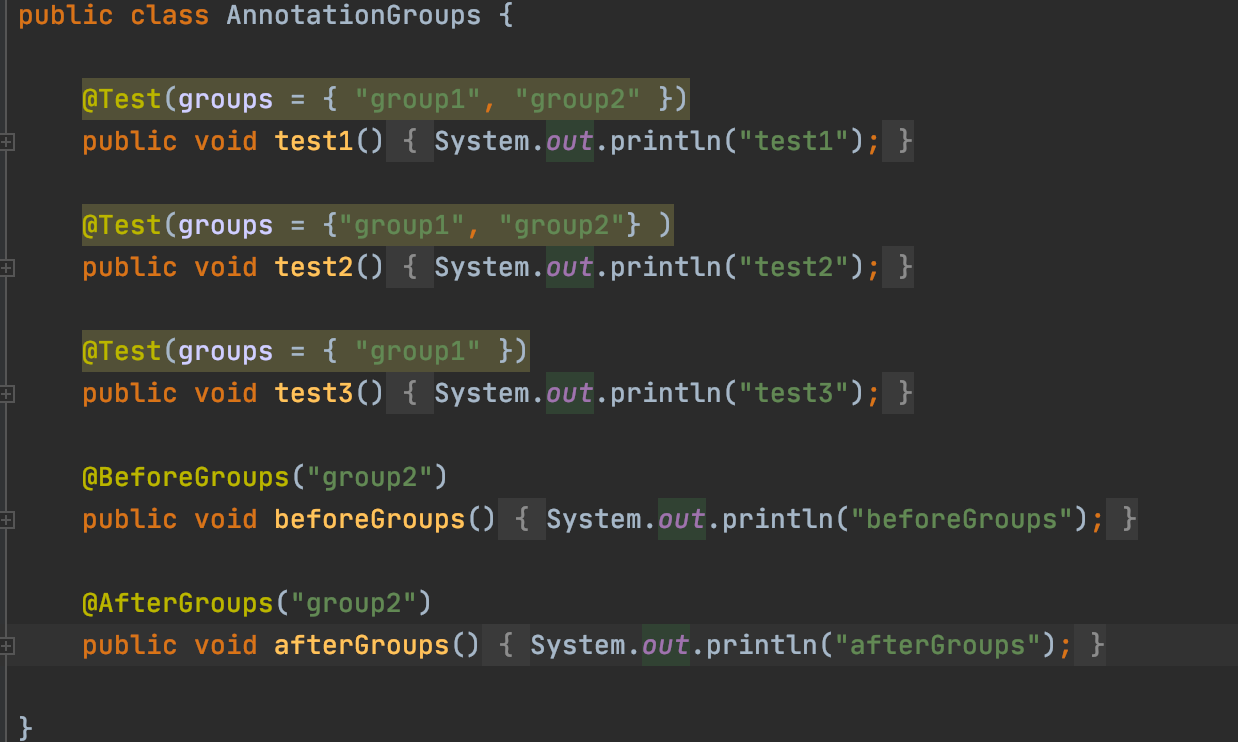 public class AnnotationGroups {
@Test(groups = { "group1", "group2" })
public void test1() { System.out.println("test1"); }
@Test(groups = {"group1", "group2"} )
public void test2() { System.out.println("test2"); }
@Test(groups = { "group1" })
public void test3() { System.out.println("test3"); }
@BeforeGroups("group2")
public void beforeGroups() { System.out.println("beforeGroups"); }
@AfterGroups("group2")
public void afterGroups() { System.out.println("afterGroups"); }
}